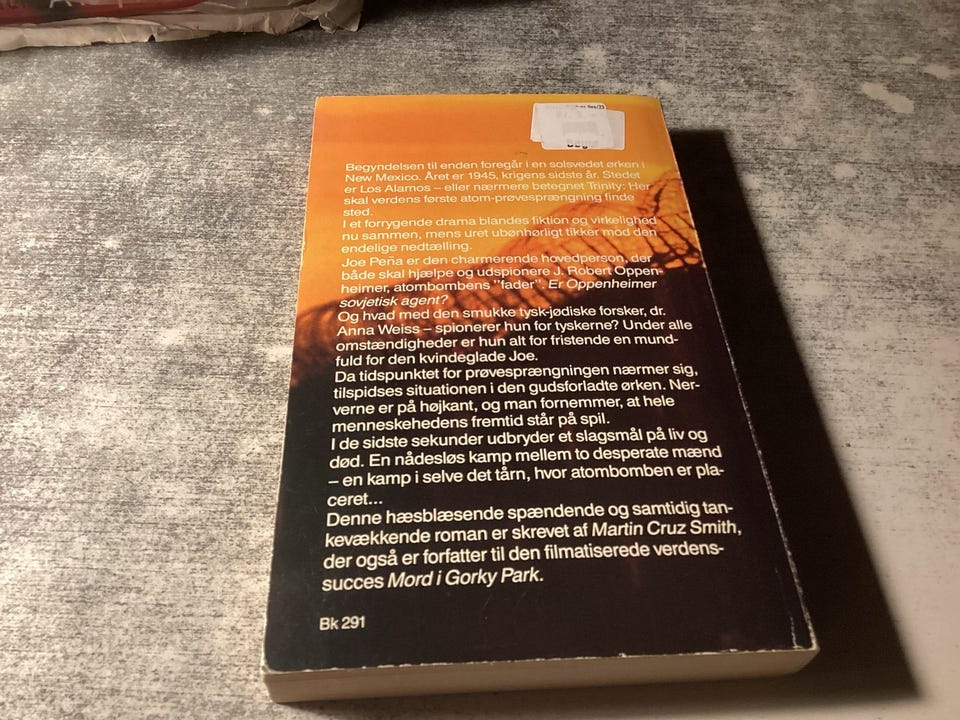 Begyndelsen til enden foregår i en solsvedet ørken i
New Mexico. Året er 1945, krigens sidste år. Stedet
er Los Alamos – eller nærmere betegnet Trinity: Her
skal verdens første atom-prøvesprængning finde
sted.
I et forrygende drama blandes fiktion og virkelighed
nu sammen, mens uret ubønhørligt tikker mod den
endelige nedtælling.
Joe Peña er den charmerende hovedperson, der
både skal hjælpe og udspionere J. Robert Oppen-
heimer, atombombens "fader". Er Oppenheimer
sovjetisk agent?
Og hvad med den smukke tysk-jødiske forsker, dr.
Anna Weiss – spionerer hun for tyskerne? Under alle
omstændigheder er hun alt for fristende en mund-
fuld for den kvindeglade Joe.
Da tidspunktet for prøvesprængningen nærmer sig,
tilspidses situationen i den gudsforladte ørken. Ner-
verne er på højkant, og man fornemmer, at hele
menneskehedens fremtid står på spil.
I de sidste sekunder udbryder et slagsmål på liv og
død. En nådesløs kamp mellem to desperate mænd
– en kamp i selve det tårn, hvor atombomben er pla-
ceret...
Denne hæsblæsende spændende og samtidig tan-
kevækkende roman er skrevet af Martin Cruz Smith,
der også er forfatter til den filmatiserede verdens-
succes Mord i Gorky Park.
Bk 291